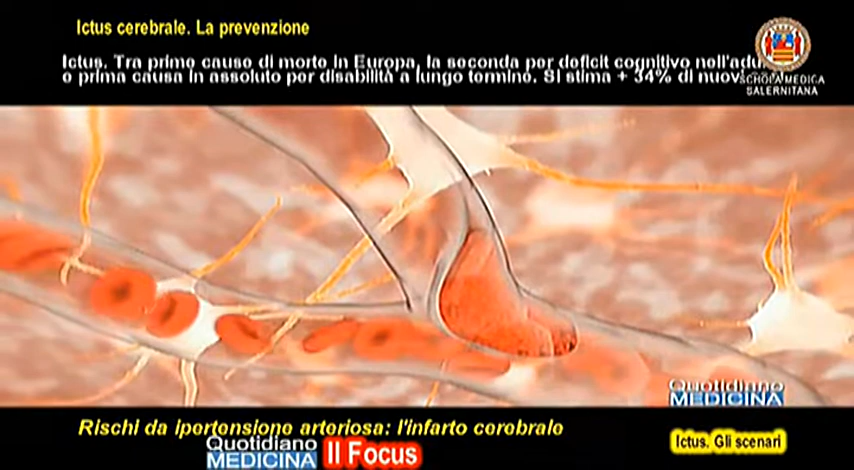 Ictus cerebrale. La prevenzione
Ictus. Tra prime cause di morte in Europa, la seconda per deficit cognitivo nell'adu
e prima causa in assoluto per disabilità a lungo termine. Si stima + 34% di nuovi
SCHOLA MEDICA
SALERNITANA
Quotidiano
MEDICINA
Rischi da ipertensione arteriosa: l'infarto cerebrale
Quotidiano
MEDICINA
Il Focus
Ictus. Gli scenari